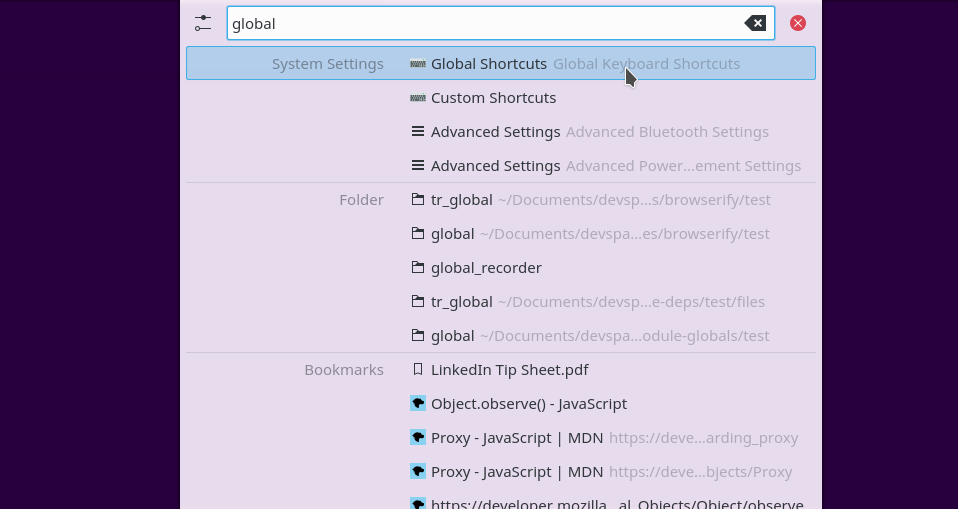 global
System Settings Global Shortcuts Global Keyboard Shortcuts
Custom Shortcuts
Advanced Settings Advanced Bluetooth Settings
Advanced Settings Advanced Power...ement Settings
Folder tr_global ~/Documents/devsp...s/browserify/test
global ~/Documents/devspa...es/browserify/test
global_recorder
tr_global ~/Documents/devsp...e-deps/test/files
global ~/Documents/devspa...odule-globals/test
Bookmarks LinkedIn Tip Sheet.pdf
Object.observe() - JavaScript
Proxy - JavaScript | MDN https://deve...arding_proxy
Proxy - JavaScript | MDN https://deve...bjects/Proxy
https://developer.mozilla...al_Objects/Object/observe